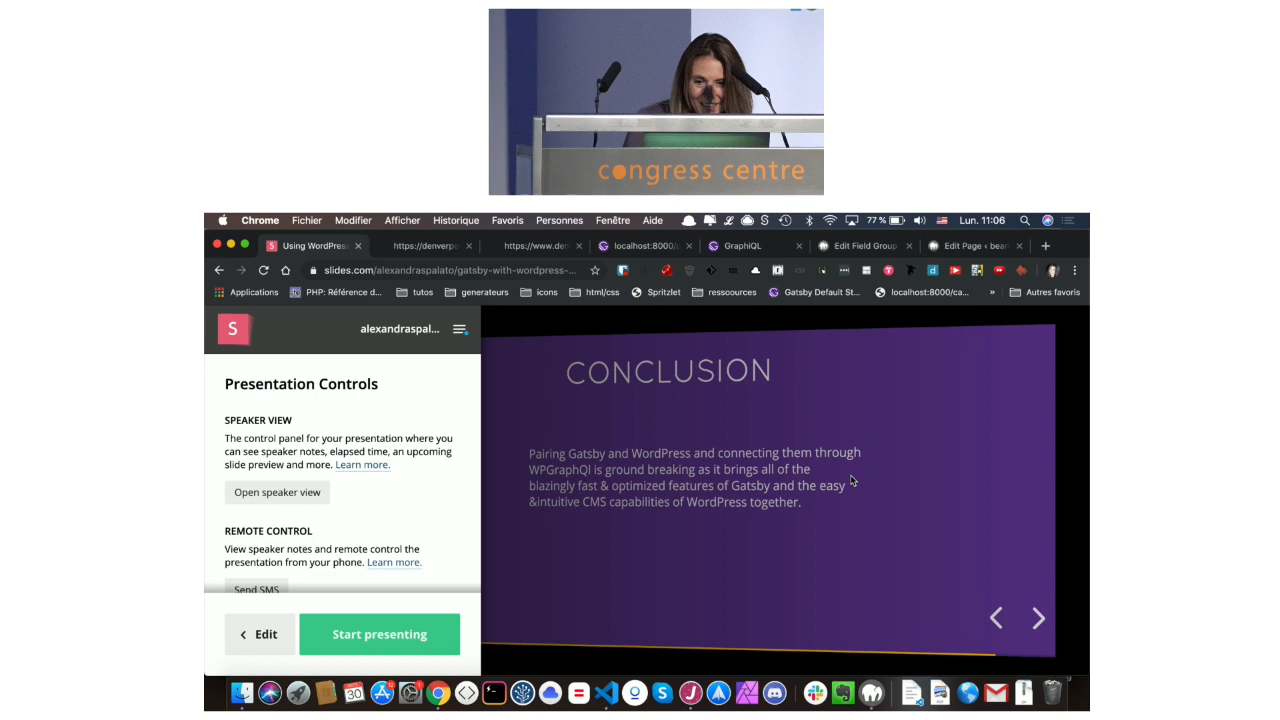 congress centre
Chrome Fichier Modifier Afficher Historique Favoris Personnes Fenêtre Aide 77 % Lun. 11:06
Using WordPres https://denverpo https://www.den localhost:8000/ GraphiQL Edit Field Group Edit Page < bear
slides.com/alexandraspalato/gatsby-with-wordpress-...
Applications PHP: Référence d... tutos generateurs icons html/css Spritzlet ressoources Gatsby Default St... localhost:8000/ca... » Autres favoris
S alexandraspal...
Presentation Controls
SPEAKER VIEW
The control panel for your presentation where you
can see speaker notes, elapsed time, an upcoming
slide preview and more. Learn more.
Open speaker view
REMOTE CONTROL
View speaker notes and remote control the
presentation from your phone. Learn more.
Send SMS
Edit
Start presenting
CONCLUSION
Pairing Gatsby and WordPress and connecting them through
WPGraphQl is ground breaking as it brings all of the
blazingly fast & optimized features of Gatsby and the easy
&intuitive CMS capabilities of WordPress together.
30